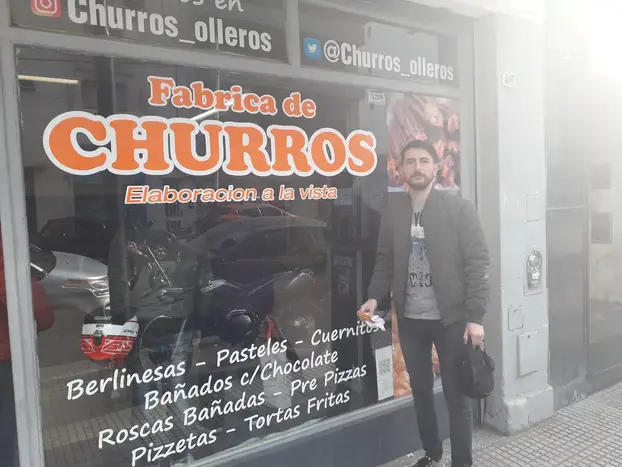 en
Churros_olleros
@Churros_olleros
Fabrica de
CHURROS
Elaboracion a la vista
Berlinesas - Pasteles - Cuernitos
Bañados c/Chocolate
Roscas Bañadas - Pre Pizzas
Pizzetas - Tortas Fritas